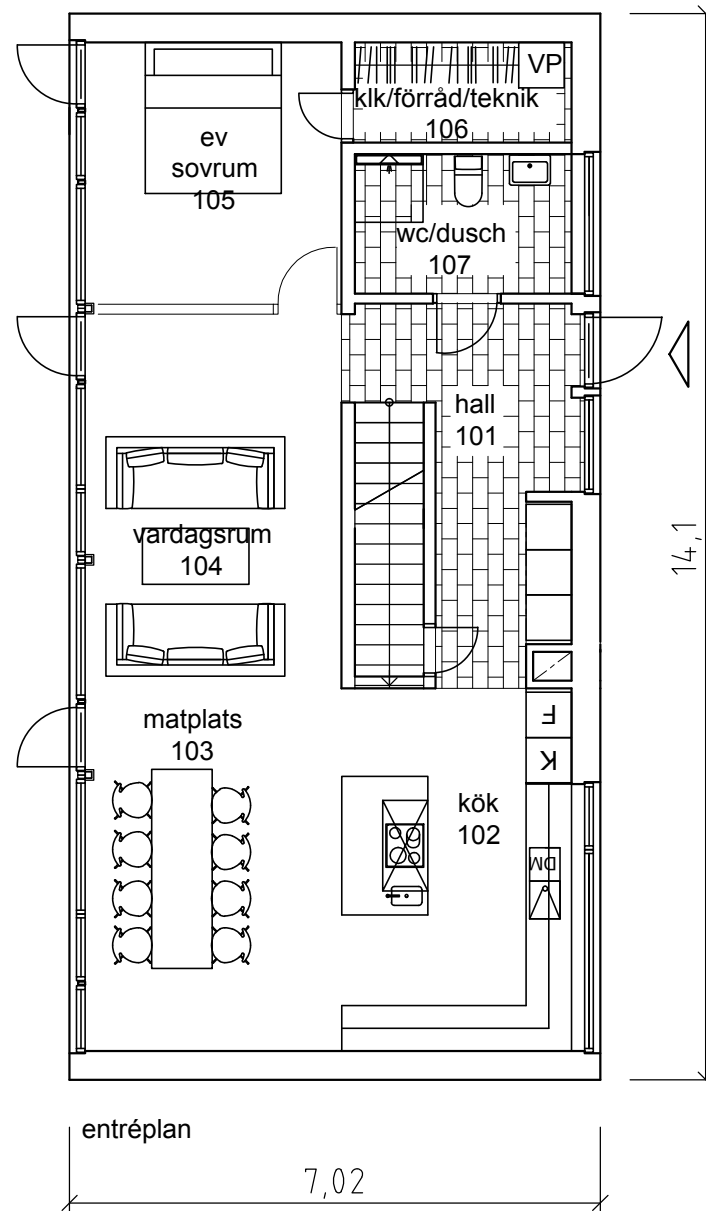 VP
klk/förråd/teknik
106
ev
sovrum
105
wc/dusch
107
hall
101
14,1
vardagsrum
104
matplats
103
F
K
kök
102
DM
entréplan
7,02